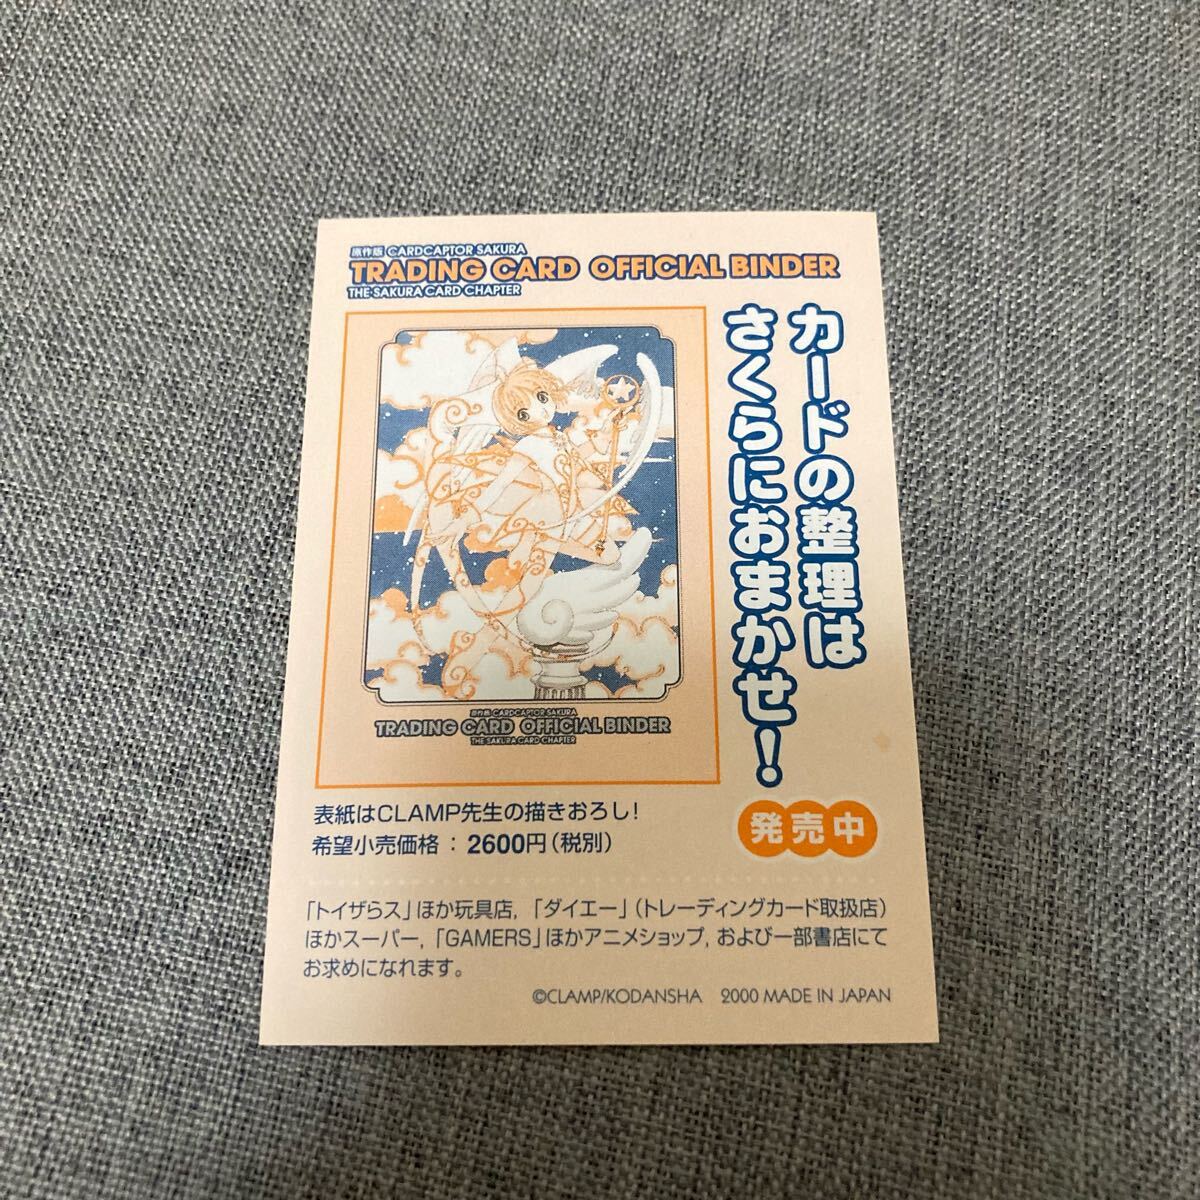 原作版 CARDCAPTOR SAKURA
TRADING CARD OFFICIAL BINDER
THE SAKURA CARD CHAPTER
カードの整理は
さくらにおまかせ!
原作版 CARDCAPTOR SAKURA
TRADING CARD OFFICIAL BINDER
THE SAKURA CARD CHAPTER
発売中
表紙はCLAMP先生の描きおろし!
希望小売価格:2600円(税別)
「トイザらス」ほか玩具店,「ダイエー」(トレーディングカード取扱店)
ほかスーパー,「GAMERS」ほかアニメショップ, および一部書店にて
お求めになれます。
©CLAMP/KODANSHA 2000 MADE IN JAPAN